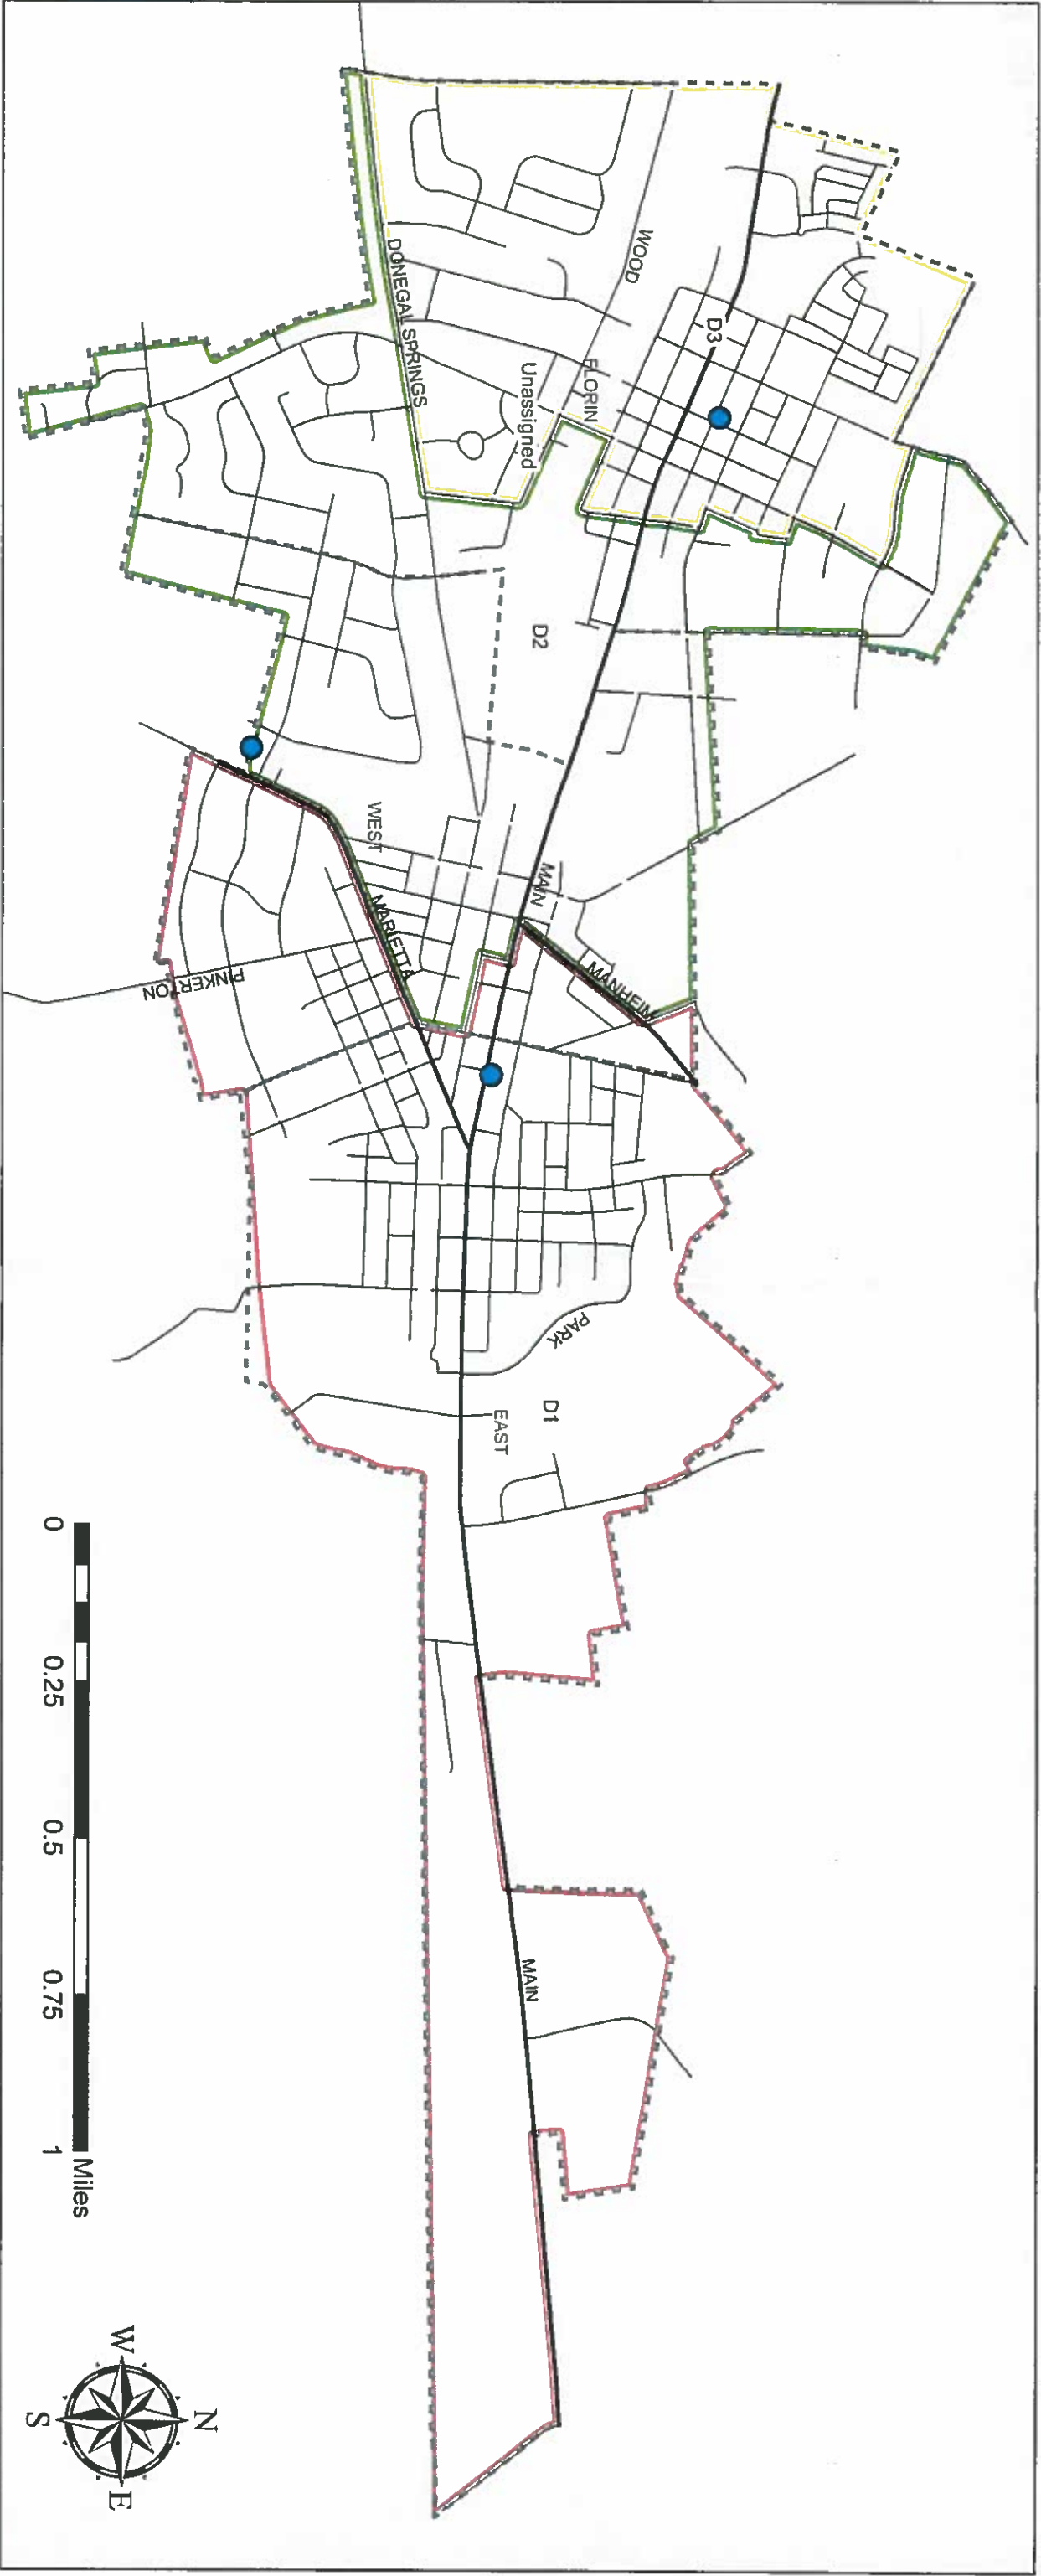 WOOD
D3
FLORIN
Unassigned
DONEGAL SPRINGS
D2
WEST
MAIN
MARIETTA
MANHEIM
PINKERTON
PARK
D1
EAST
MAIN
0 0.25 0.5 0.75 1
Miles
N
W E
S